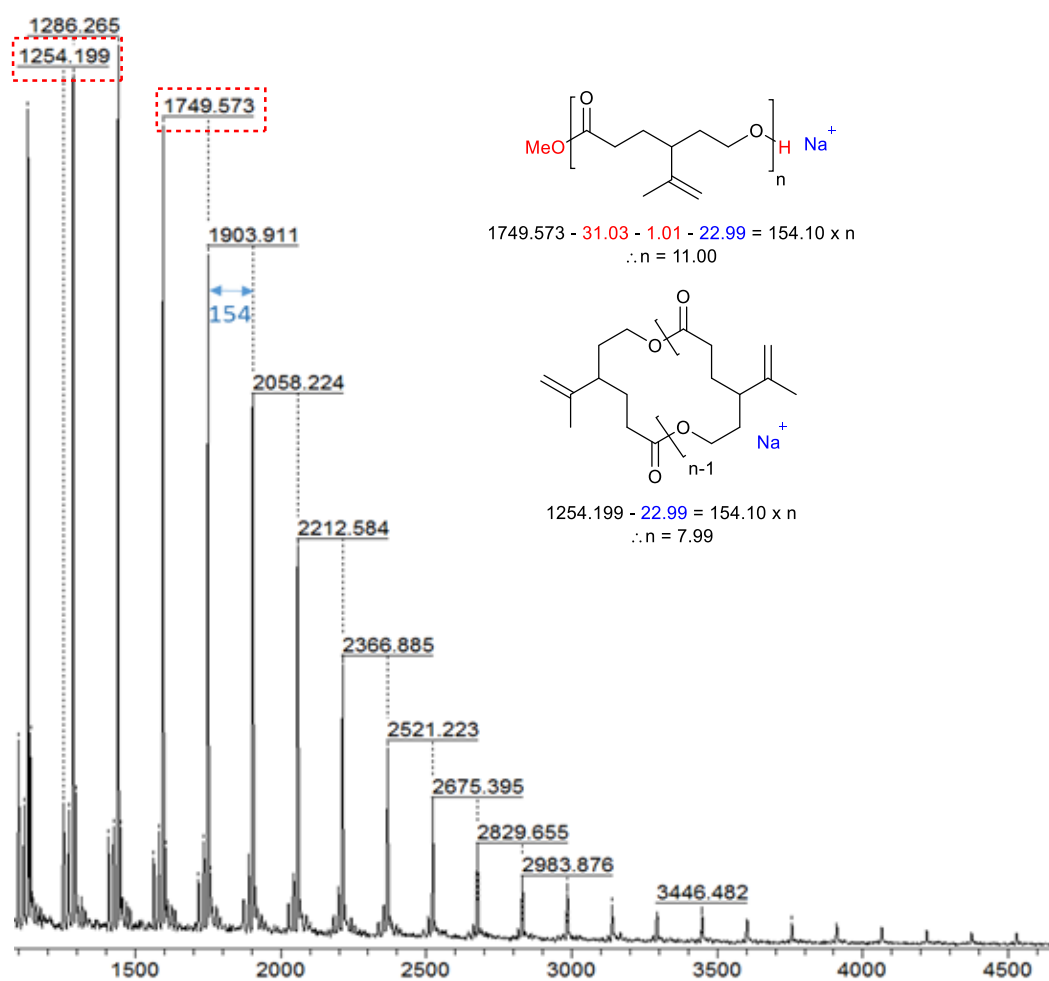 1286.265
1254.199
1749.573
1903.911
154
2058.224
2212.584
2366.885
2521.223
2675.395
2829.655
2983.876
3446.482
O
MeO
O
H
Na+
n
1749.573 - 31.03 - 1.01 - 22.99 = 154.10 x n
∴n = 11.00
O
O
O
O
n-1
Na+
1254.199 - 22.99 = 154.10 x n
∴n = 7.99
1500 2000 2500 3000 3500 4000 4500